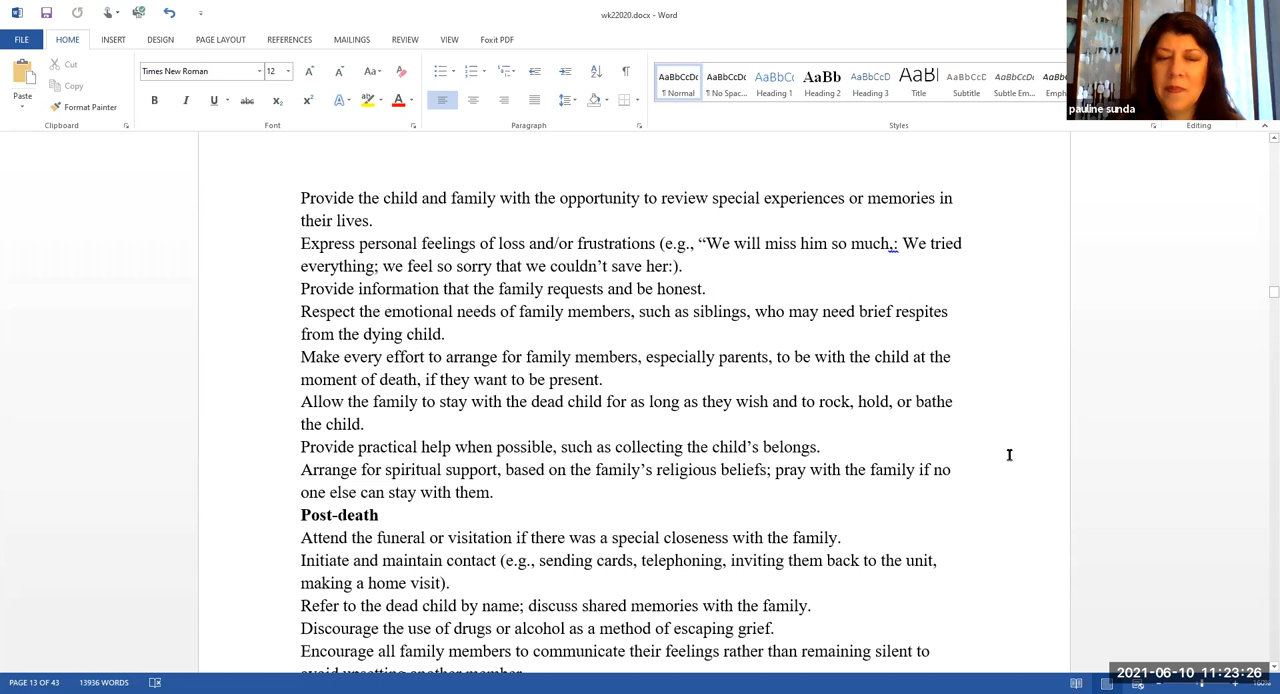 wk22020.docx - Word
FILE HOME INSERT DESIGN PAGE LAYOUT REFERENCES MAILINGS REVIEW VIEW Foxit PDF
Paste
Cut
Copy
Format Painter
Clipboard
Times New Roman 12
Font
Paragraph
AaBbCcDc AaBbCcDc AaBbCc AaBbCc AaBbCcD AaBb AaBbCcD AaBbCcDc
¶ Normal ¶ No Spac... Heading 1 Heading 2 Heading 3 Title Subtitle Subtle Em...
Styles
Editing
pauline sunda
Provide the child and family with the opportunity to review special experiences or memories in
their lives.
Express personal feelings of loss and/or frustrations (e.g., “We will miss him so much,: We tried
everything; we feel so sorry that we couldn’t save her:).
Provide information that the family requests and be honest.
Respect the emotional needs of family members, such as siblings, who may need brief respites
from the dying child.
Make every effort to arrange for family members, especially parents, to be with the child at the
moment of death, if they want to be present.
Allow the family to stay with the dead child for as long as they wish and to rock, hold, or bathe
the child.
Provide practical help when possible, such as collecting the child’s belongs.
Arrange for spiritual support, based on the family’s religious beliefs; pray with the family if no
one else can stay with them.
Post-death
Attend the funeral or visitation if there was a special closeness with the family.
Initiate and maintain contact (e.g., sending cards, telephoning, inviting them back to the unit,
making a home visit).
Refer to the dead child by name; discuss shared memories with the family.
Discourage the use of drugs or alcohol as a method of escaping grief.
Encourage all family members to communicate their feelings rather than remaining silent to
avoid upsetting another member.
PAGE 13 OF 43 13936 WORDS
2021-06-10 11:23:26